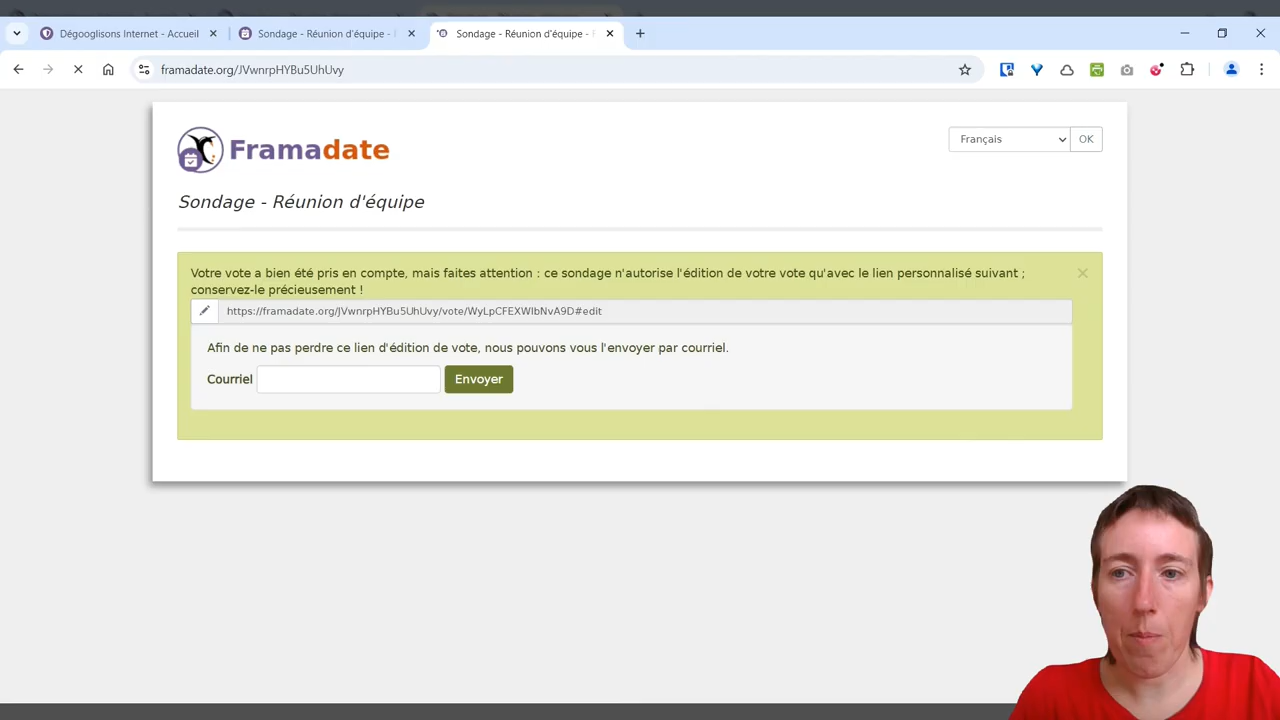 Dégooglisons Internet - Accueil
Sondage - Réunion d'équipe -
Sondage - Réunion d'équipe -
framadate.org/JVwnrpHYBu5UhUvy
Framadate
Français
OK
Sondage - Réunion d'équipe
Votre vote a bien été pris en compte, mais faites attention : ce sondage n'autorise l'édition de votre vote qu'avec le lien personnalisé suivant ;
conservez-le précieusement !
https://framadate.org/JVwnrpHYBu5UhUvy/vote/WyLpCFEXWIbNvA9D#edit
Afin de ne pas perdre ce lien d'édition de vote, nous pouvons vous l'envoyer par courriel.
Courriel
Envoyer